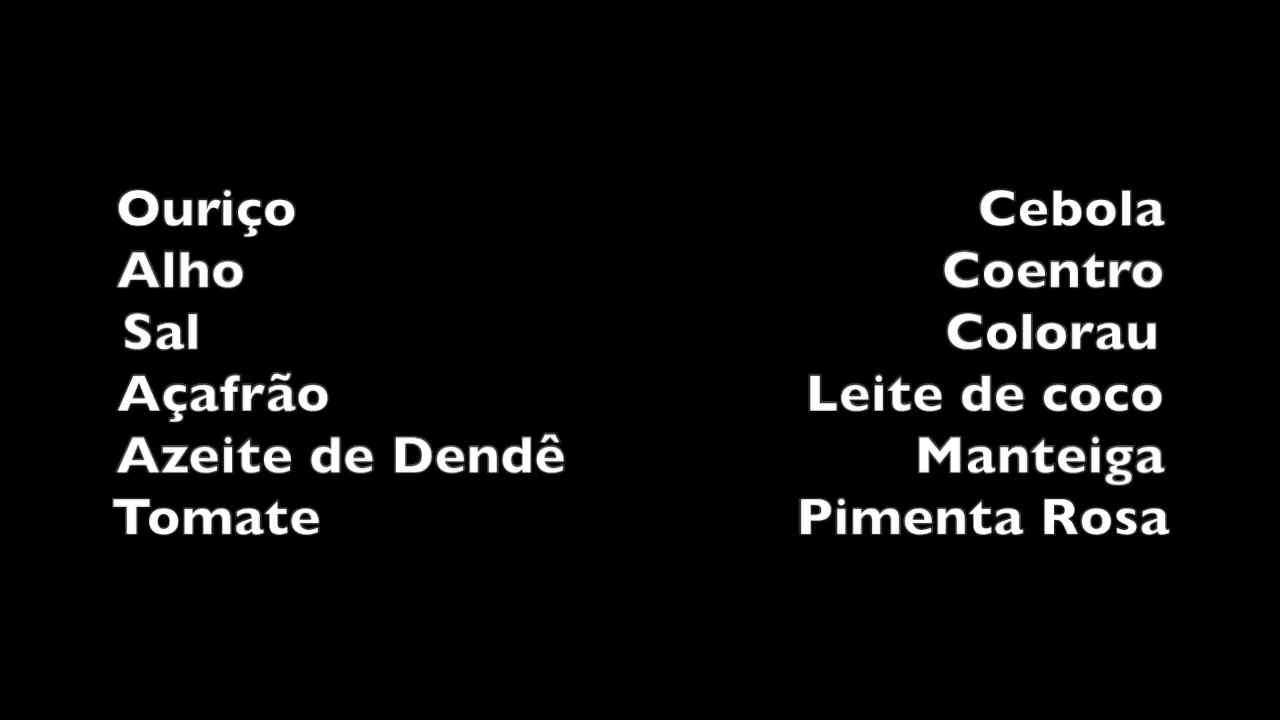 Ouriço
Alho
Sal
Açafrão
Azeite de Dendê
Tomate
Cebola
Coentro
Colorau
Leite de coco
Manteiga
Pimenta Rosa